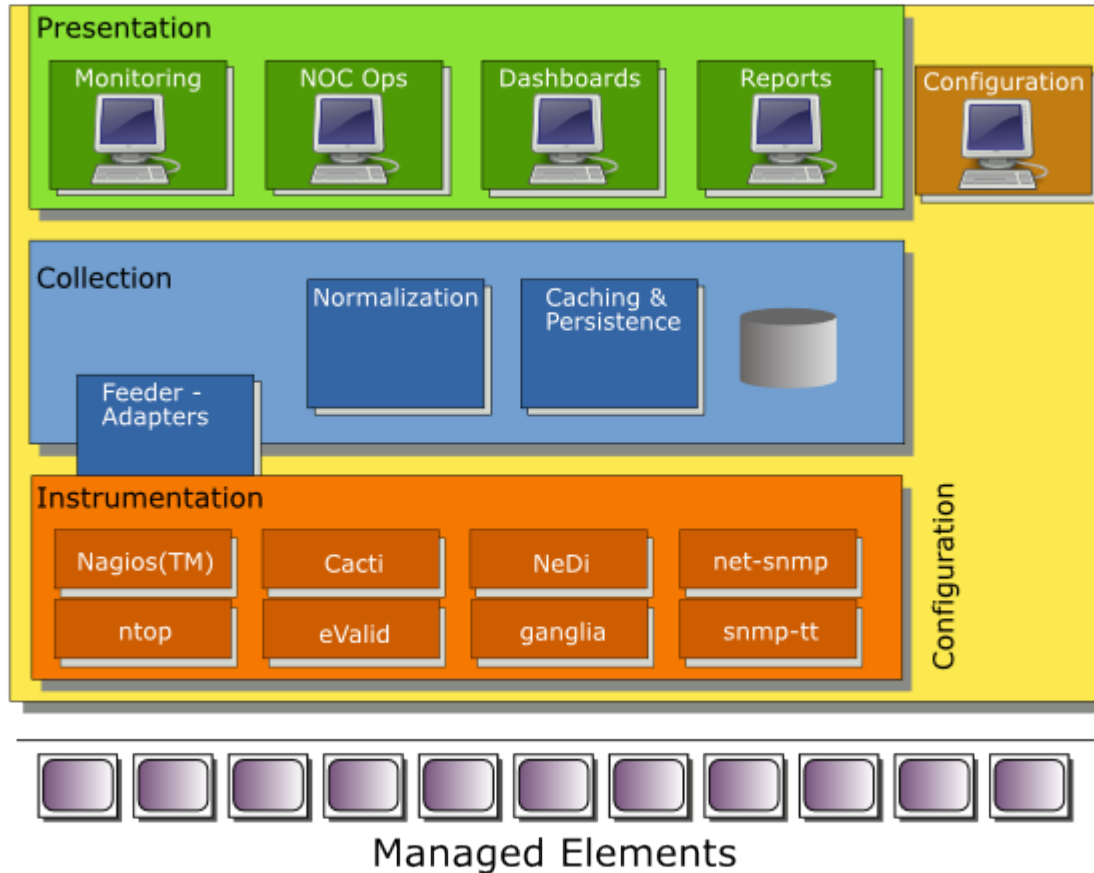 Presentation
Monitoring
NOC Ops
Dashboards
Reports
Configuration
Collection
Normalization
Caching &
Persistence
Feeder -
Adapters
Instrumentation
Nagios(TM)
Cacti
NeDi
net-snmp
ntop
eValid
ganglia
snmp-tt
Configuration
Managed Elements